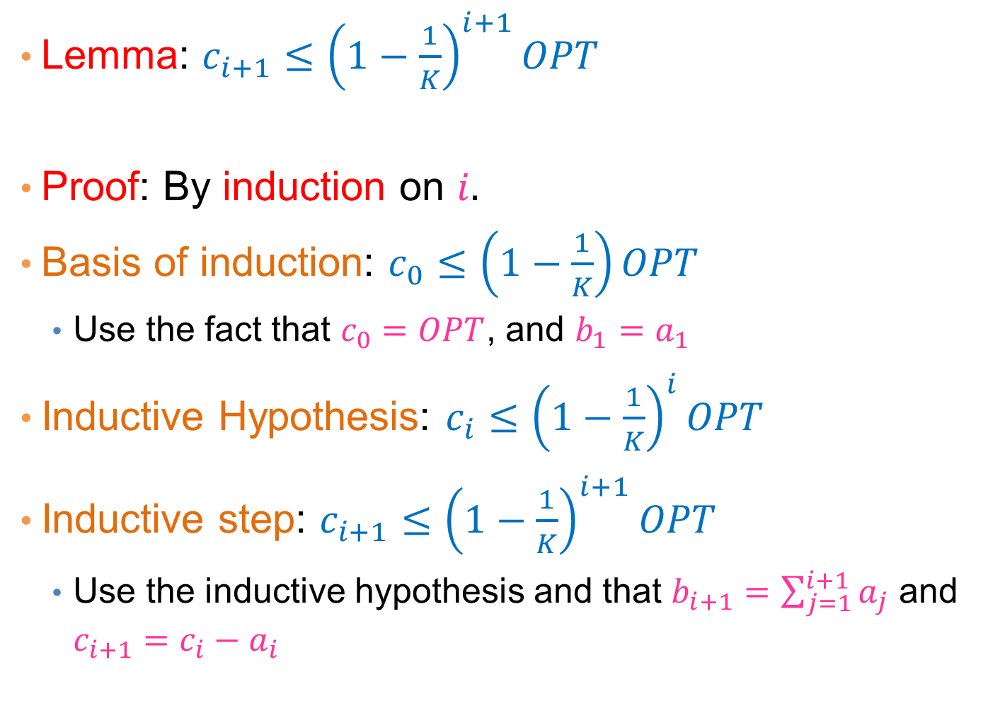 • Lemma: $c_{i+1} \leq \left(1 - \frac{1}{K}\right)^{i+1} OPT$
• Proof: By induction on $i$.
• Basis of induction: $c_0 \leq \left(1 - \frac{1}{K}\right) OPT$
• Use the fact that $c_0 = OPT$, and $b_1 = a_1$
• Inductive Hypothesis: $c_i \leq \left(1 - \frac{1}{K}\right)^{i} OPT$
• Inductive step: $c_{i+1} \leq \left(1 - \frac{1}{K}\right)^{i+1} OPT$
• Use the inductive hypothesis and that $b_{i+1} = \sum_{j=1}^{i+1} a_j$ and
$c_{i+1} = c_i - a_i$